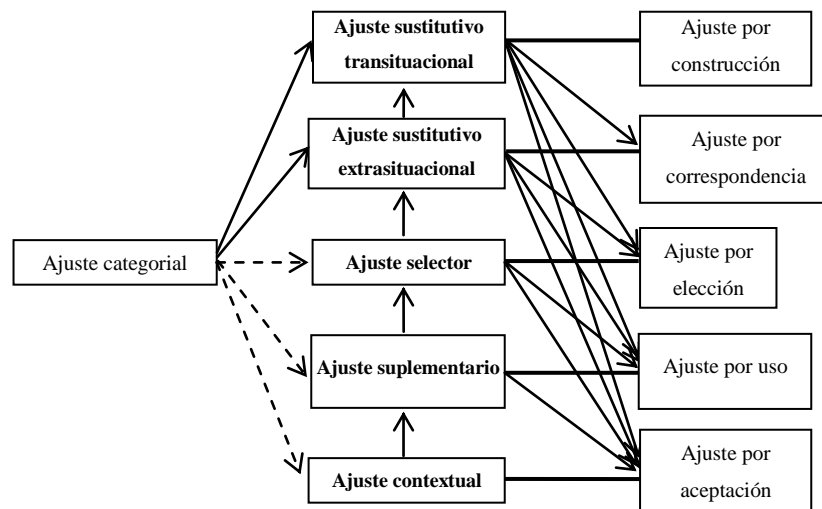 Ajuste sustitutivo
transituacional
Ajuste por
construcción
Ajuste sustitutivo
extrasituacional
Ajuste por
correspondencia
Ajuste categorial
Ajuste selector
Ajuste por
elección
Ajuste suplementario
Ajuste por uso
Ajuste contextual
Ajuste por
aceptación